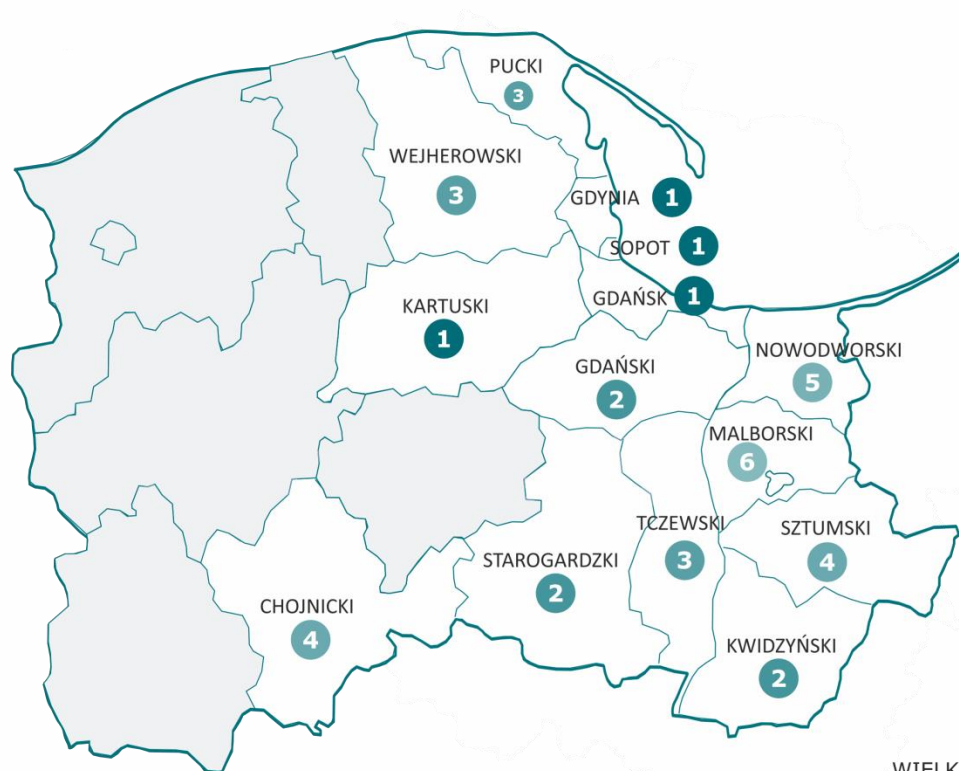 PUCKI
3
WEJHEROWSKI
3
GDYNIA 1
SOPOT 1
GDAŃSK 1
KARTUSKI
1
NOWODWORSKI
5
GDAŃSKI
2
MALBORSKI
6
TCZEWSKI
3
SZTUMSKI
4
STAROGARDZKI
2
CHOJNICKI
4
KWIDZYŃSKI
2